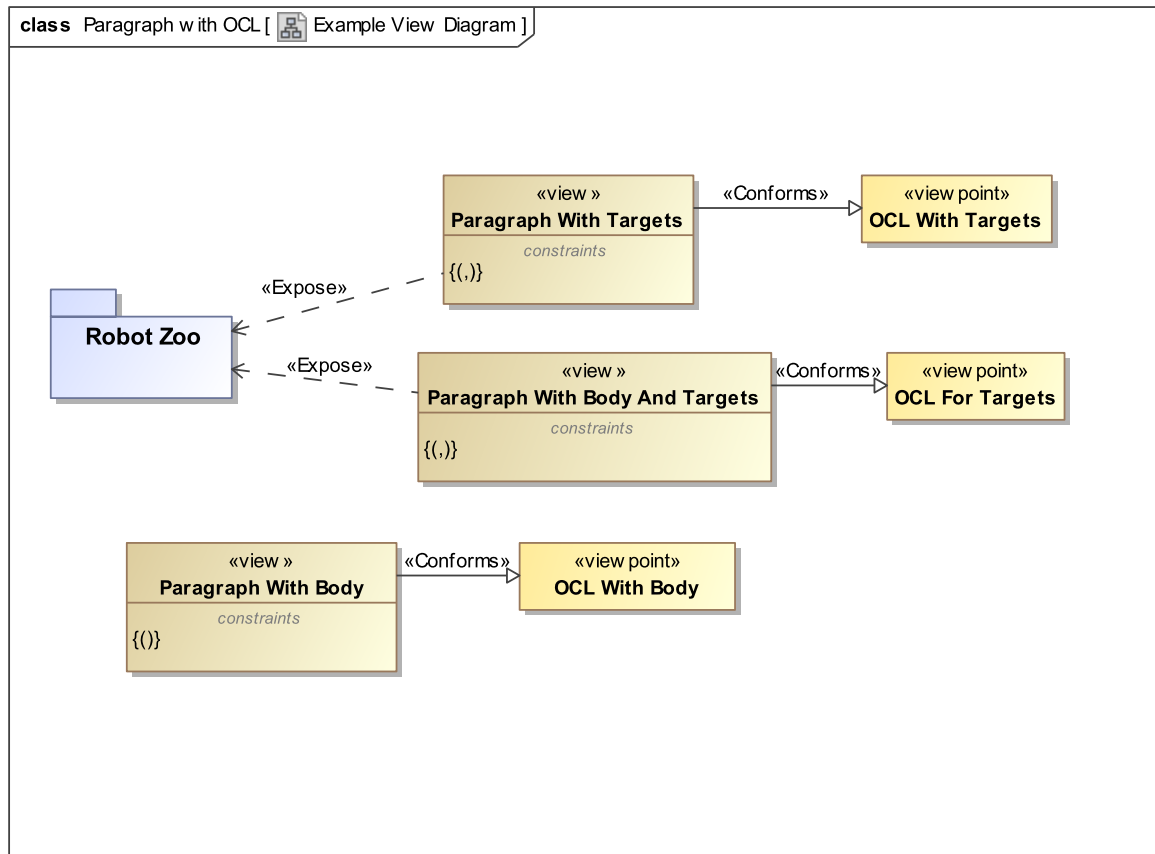 class Paragraph with OCL [ Example View Diagram ]
«view »
Paragraph With Targets
constraints
{(,)}
«Conforms»
«view point»
OCL With Targets
«Expose»
Robot Zoo
«Expose»
«view »
Paragraph With Body And Targets
constraints
{(,)}
«Conforms»
«view point»
OCL For Targets
«view »
Paragraph With Body
constraints
{()}
«Conforms»
«view point»
OCL With Body